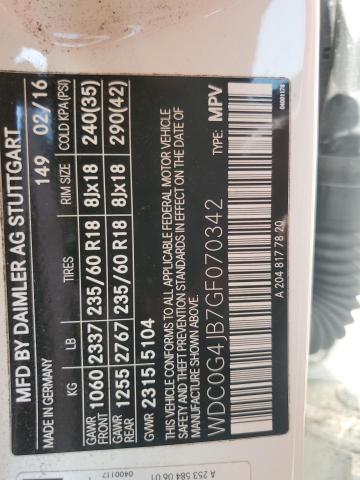 MFD BY DAIMLER AG STUTTGART
MADE IN GERMANY 149 02/16
KG LB TIRES RIM SIZE COLD KPA(PSI)
GAWR FRONT 1060 2337 235/60 R18 8Jx18 240(35)
GAWR REAR 1255 2767 235/60 R18 8Jx18 290(42)
GVWR 2315 5104
THIS VEHICLE CONFORMS TO ALL APPLICABLE FEDERAL MOTOR VEHICLE
SAFETY AND THEFT PREVENTION STANDARDS IN EFFECT ON THE DATE OF
MANUFACTURE SHOWN ABOVE.
TYPE: MPV
WDC0G4JB7GF070342
A 204 817 78 20
A 253 584 06 01
0400117